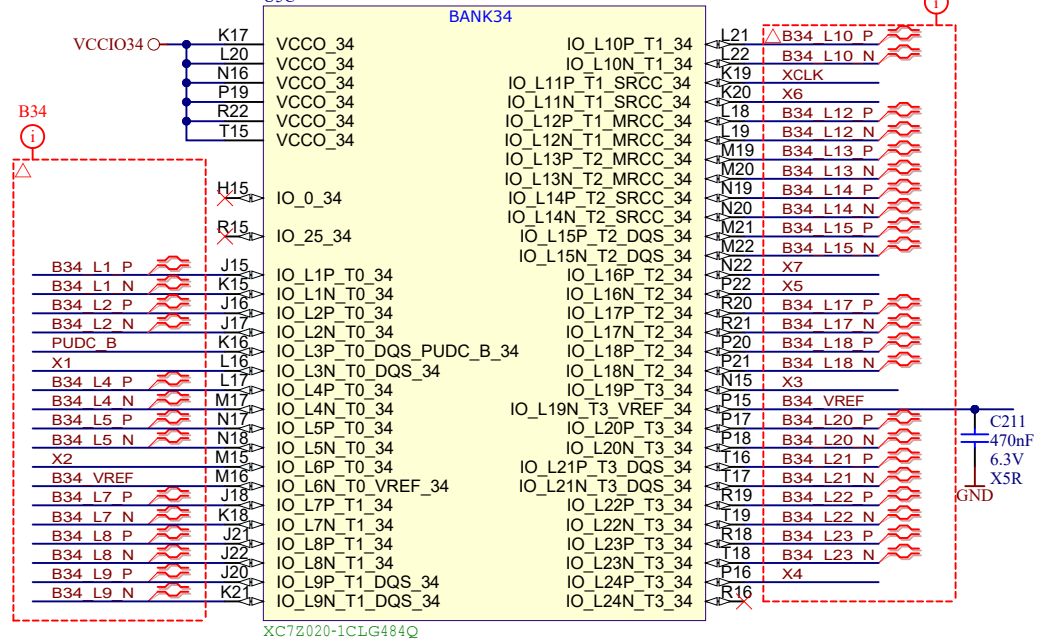 BANK34
VCCIO34
K17 VCCO_34
L20 VCCO_34
N16 VCCO_34
P19 VCCO_34
R22 VCCO_34
T15 VCCO_34
B34
i
H15 IO_0_34
R15 IO_25_34
B34_L1_P J15 IO_L1P_T0_34
B34_L1_N K15 IO_L1N_T0_34
B34_L2_P J16 IO_L2P_T0_34
B34_L2_N J17 IO_L2N_T0_34
PUDC_B K16 IO_L3P_T0_DQS_PUDC_B_34
X1 L16 IO_L3N_T0_DQS_34
B34_L4_P L17 IO_L4P_T0_34
B34_L4_N M17 IO_L4N_T0_34
B34_L5_P N17 IO_L5P_T0_34
B34_L5_N N18 IO_L5N_T0_34
X2 M15 IO_L6P_T0_34
B34_VREF M16 IO_L6N_T0_VREF_34
B34_L7_P J18 IO_L7P_T1_34
B34_L7_N K18 IO_L7N_T1_34
B34_L8_P J21 IO_L8P_T1_34
B34_L8_N J22 IO_L8N_T1_34
B34_L9_P J20 IO_L9P_T1_DQS_34
B34_L9_N K21 IO_L9N_T1_DQS_34
i
IO_L10P_T1_34 L21 B34_L10_P
IO_L10N_T1_34 L22 B34_L10_N
IO_L11P_T1_SRCC_34 K19 XCLK
IO_L11N_T1_SRCC_34 K20 X6
IO_L12P_T1_MRCC_34 L18 B34_L12_P
IO_L12N_T1_MRCC_34 L19 B34_L12_N
IO_L13P_T2_MRCC_34 M19 B34_L13_P
IO_L13N_T2_MRCC_34 M20 B34_L13_N
IO_L14P_T2_SRCC_34 N19 B34_L14_P
IO_L14N_T2_SRCC_34 N20 B34_L14_N
IO_L15P_T2_DQS_34 M21 B34_L15_P
IO_L15N_T2_DQS_34 M22 B34_L15_N
IO_L16P_T2_34 N22 X7
IO_L16N_T2_34 P22 X5
IO_L17P_T2_34 R20 B34_L17_P
IO_L17N_T2_34 R21 B34_L17_N
IO_L18P_T2_34 P20 B34_L18_P
IO_L18N_T2_34 P21 B34_L18_N
IO_L19P_T3_34 N15 X3
IO_L19N_T3_VREF_34 P15 B34_VREF
IO_L20P_T3_34 P17 B34_L20_P
IO_L20N_T3_34 P18 B34_L20_N
IO_L21P_T3_DQS_34 T16 B34_L21_P
IO_L21N_T3_DQS_34 T17 B34_L21_N
IO_L22P_T3_34 R19 B34_L22_P
IO_L22N_T3_34 T19 B34_L22_N
IO_L23P_T3_34 R18 B34_L23_P
IO_L23N_T3_34 T18 B34_L23_N
IO_L24P_T3_34 P16 X4
IO_L24N_T3_34 R16
C211
470nF
6.3V
X5R
GND
XC7Z020-1CLG484Q